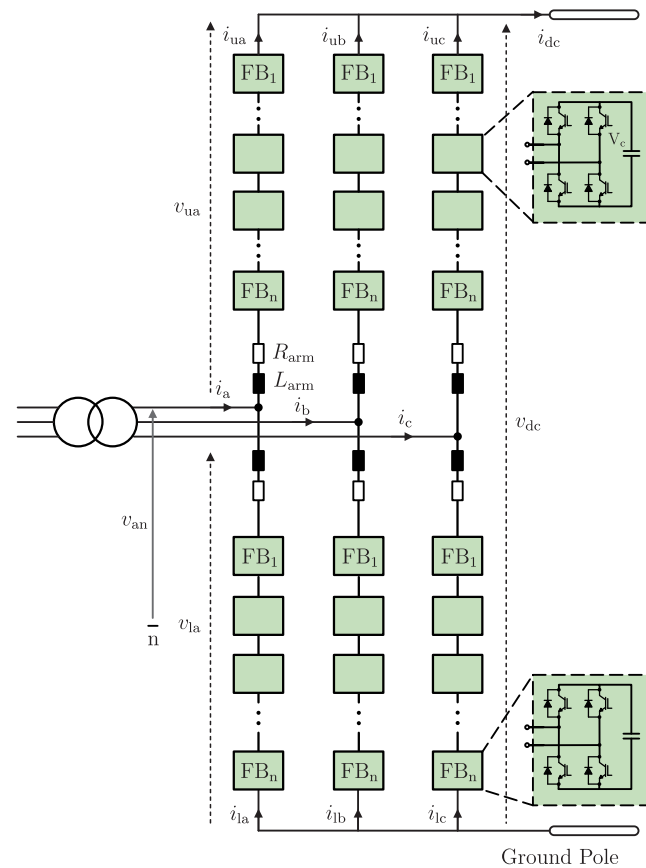 i_ua i_ub i_uc i_dc
FB_1 FB_1 FB_1
V_c
v_ua
FB_n FB_n FB_n
R_arm
i_a L_arm
i_b
i_c
v_dc
v_an
FB_1 FB_1 FB_1
n
v_la
FB_n FB_n FB_n
i_la i_lb i_lc
Ground Pole